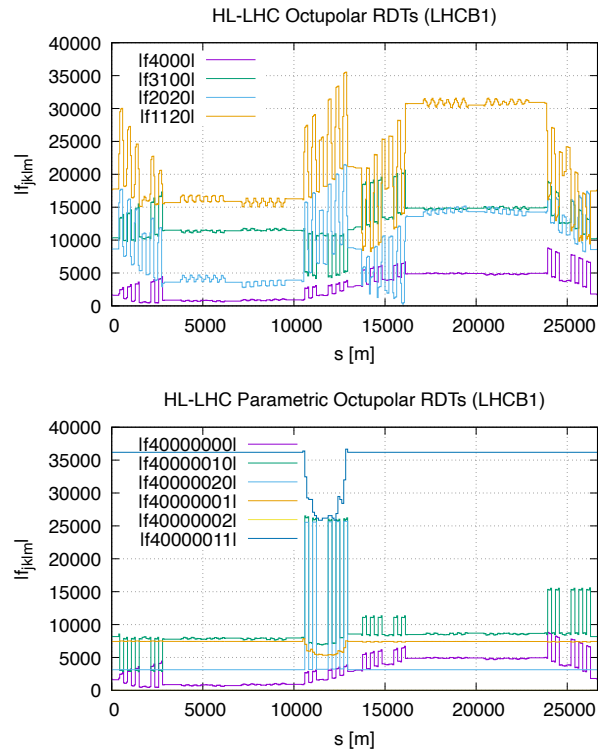 HL-LHC Octupolar RDTs (LHCB1)
40000
35000
30000
25000
20000
15000
10000
5000
0
|f_jklm|
|f4000|
|f3100|
|f2020|
|f1120|
0 5000 10000 15000 20000 25000
s [m]
HL-LHC Parametric Octupolar RDTs (LHCB1)
40000
35000
30000
25000
20000
15000
10000
5000
0
|f_jklm|
|f40000000|
|f40000010|
|f40000020|
|f40000001|
|f40000002|
|f40000011|
0 5000 10000 15000 20000 25000
s [m]